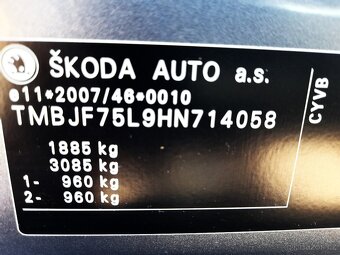 ŠKODA AUTO a.s.
e11*2007/46*0010
TMBJF75L9HN714058
1885 kg
3085 kg
1- 960 kg
2- 960 kg
CYVB